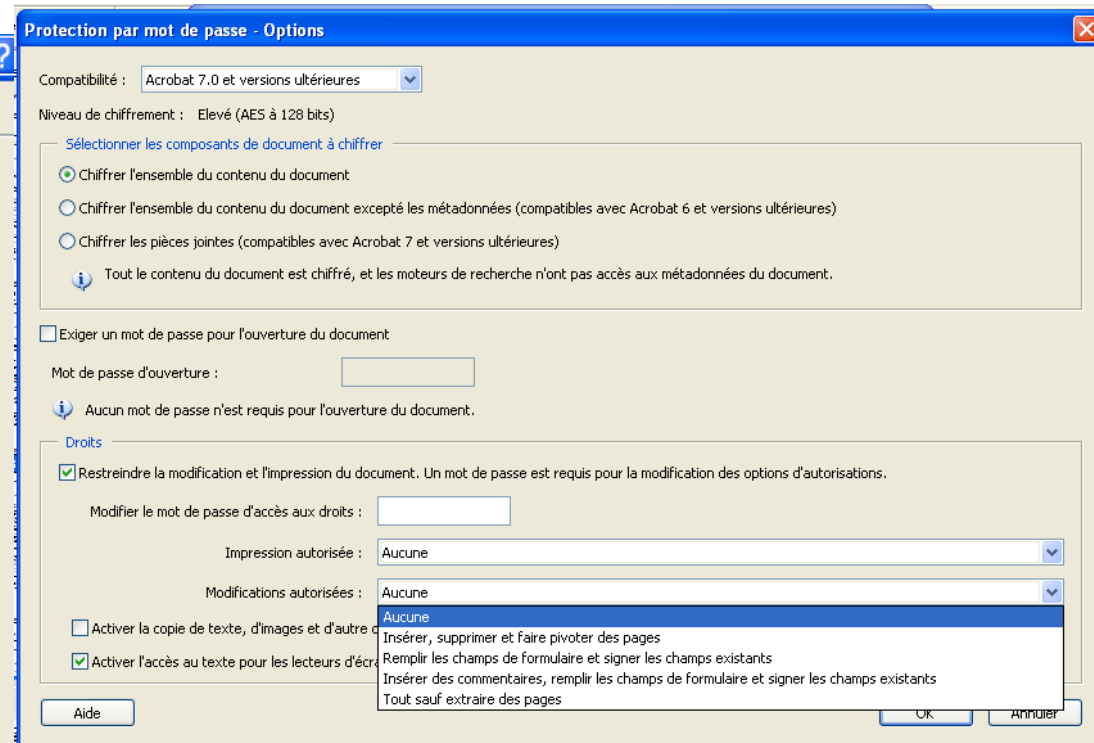 ?
Protection par mot de passe - Options
Compatibilité : Acrobat 7.0 et versions ultérieures
Niveau de chiffrement : Elevé (AES à 128 bits)
Sélectionner les composants de document à chiffrer
Chiffrer l'ensemble du contenu du document
Chiffrer l'ensemble du contenu du document excepté les métadonnées (compatibles avec Acrobat 6 et versions ultérieures)
Chiffrer les pièces jointes (compatibles avec Acrobat 7 et versions ultérieures)
Tout le contenu du document est chiffré, et les moteurs de recherche n'ont pas accès aux métadonnées du document.
Exiger un mot de passe pour l'ouverture du document
Mot de passe d'ouverture :
Aucun mot de passe n'est requis pour l'ouverture du document.
Droits
Restreindre la modification et l'impression du document. Un mot de passe est requis pour la modification des options d'autorisations.
Modifier le mot de passe d'accès aux droits :
Impression autorisée : Aucune
Modifications autorisées : Aucune
Aucune
Activer la copie de texte, d'images et d'autre
Insérer, supprimer et faire pivoter des pages
Remplir les champs de formulaire et signer les champs existants
Activer l'accès au texte pour les lecteurs d'écra
Insérer des commentaires, remplir les champs de formulaire et signer les champs existants
Tout sauf extraire des pages
Aide OK Annuler